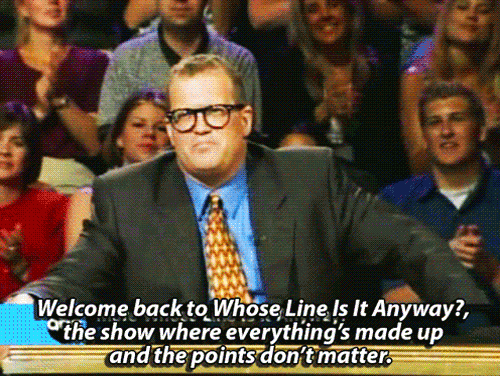 Welcome back to Whose Line Is It Anyway?,
the show where everything's made up
and the points don't matter.